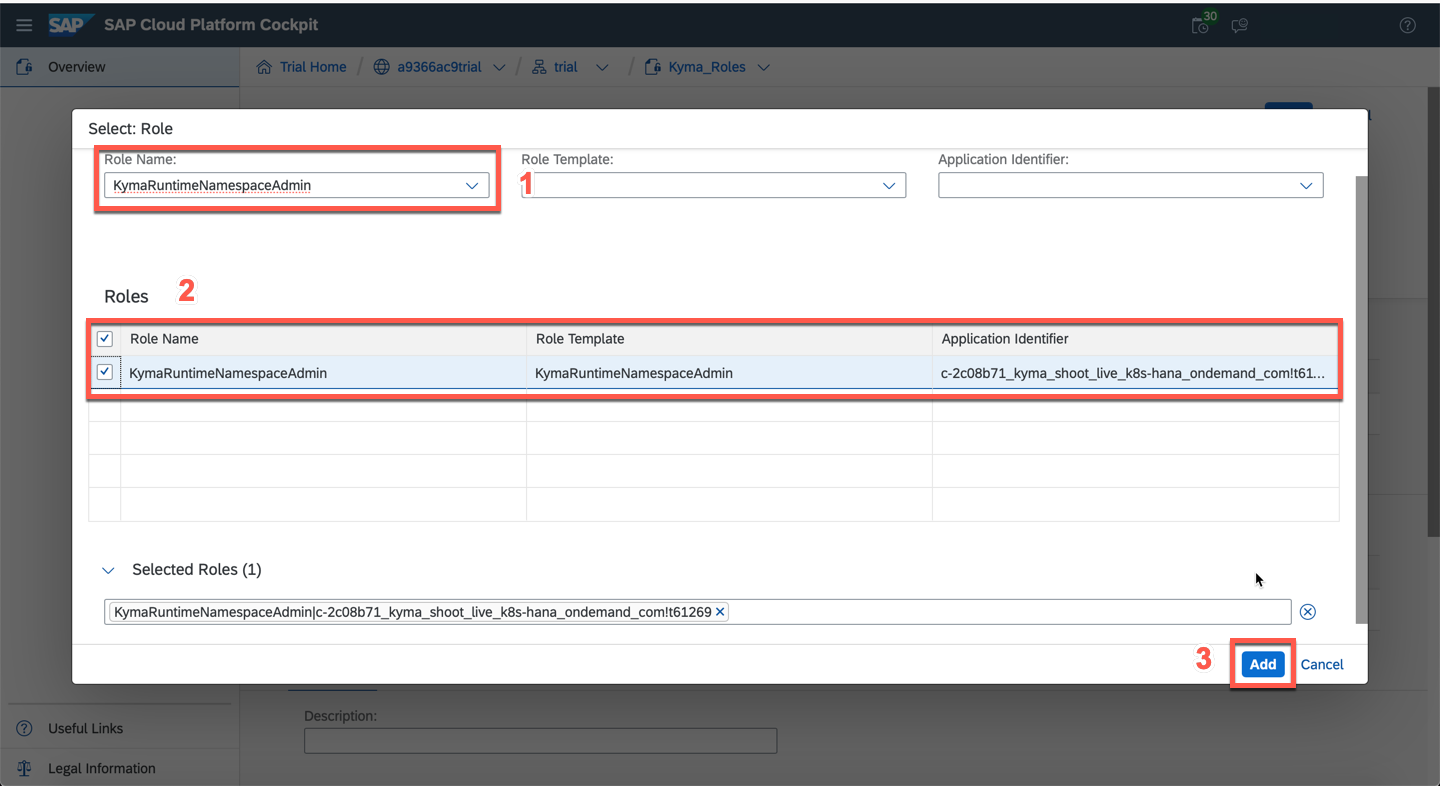 30
SAP SAP Cloud Platform Cockpit
Overview
Trial Home / a9366ac9trial / trial / Kyma_Roles
Select: Role
Role Name: Role Template: Application Identifier:
KymaRuntimeNamespaceAdmin 1
Roles 2
Role Name Role Template Application Identifier
KymaRuntimeNamespaceAdmin KymaRuntimeNamespaceAdmin c-2c08b71_kyma_shoot_live_k8s-hana_ondemand_com!t61...
Selected Roles (1)
KymaRuntimeNamespaceAdmin|c-2c08b71_kyma_shoot_live_k8s-hana_ondemand_com!t61269
3 Add Cancel
Description:
Useful Links
Legal Information